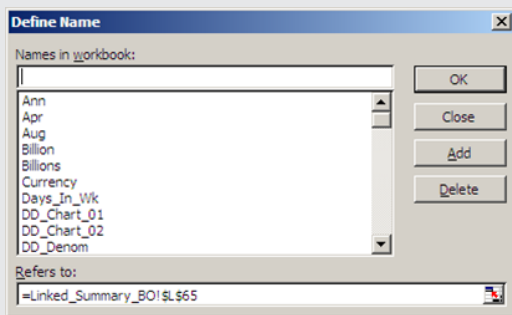 Define Name
Names in workbook:
OK
Ann
Apr
Aug
Close
Billion
Billions
Add
Currency
Days_In_Wk
Delete
DD_Chart_01
DD_Chart_02
DD_Denom
Refers to:
=Linked_Summary_BO!$L$65